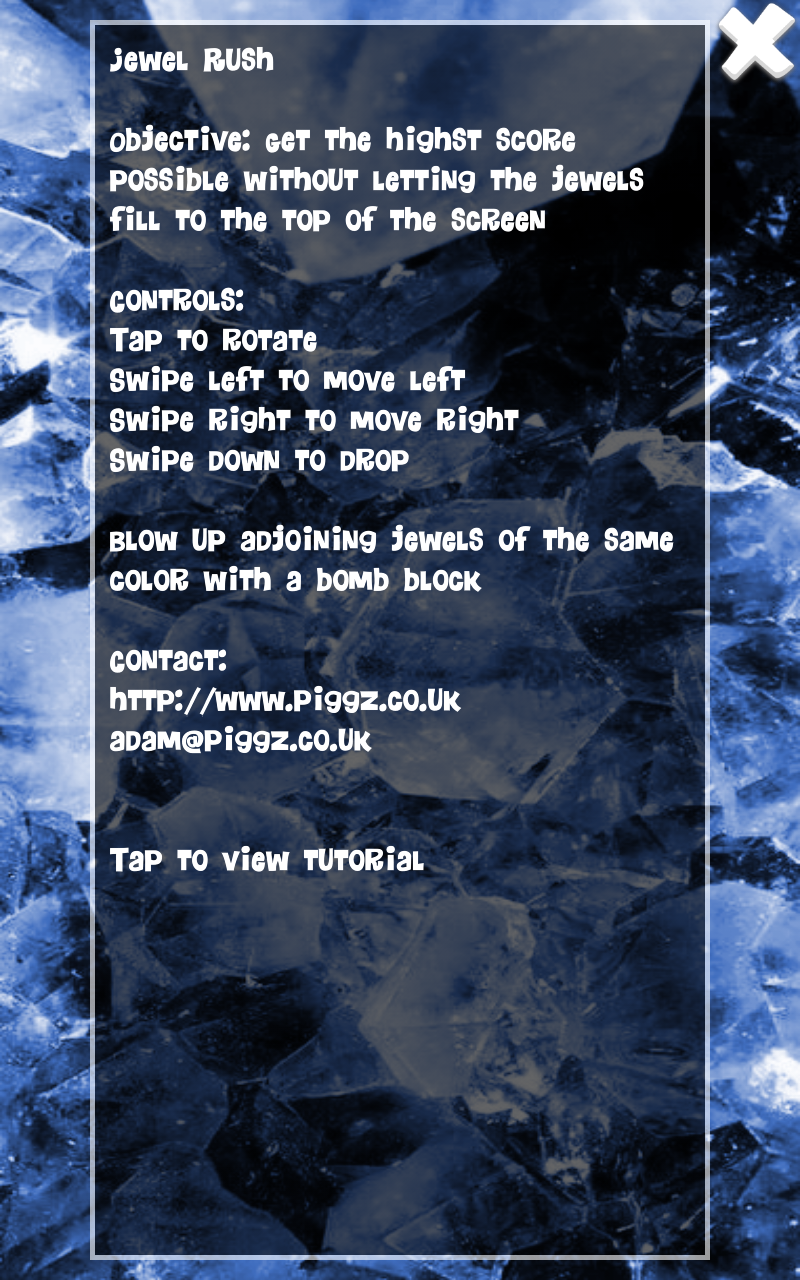 Jewel Rush
Objective: Get the highst score
possible without letting the jewels
fill to the top of the screen
Controls:
Tap to rotate
Swipe left to move left
Swipe right to move right
Swipe down to drop
Blow up adjoining jewels of the same
color with a bomb block
Contact:
http://www.piggz.co.uk
adam@piggz.co.uk
Tap to view tutorial